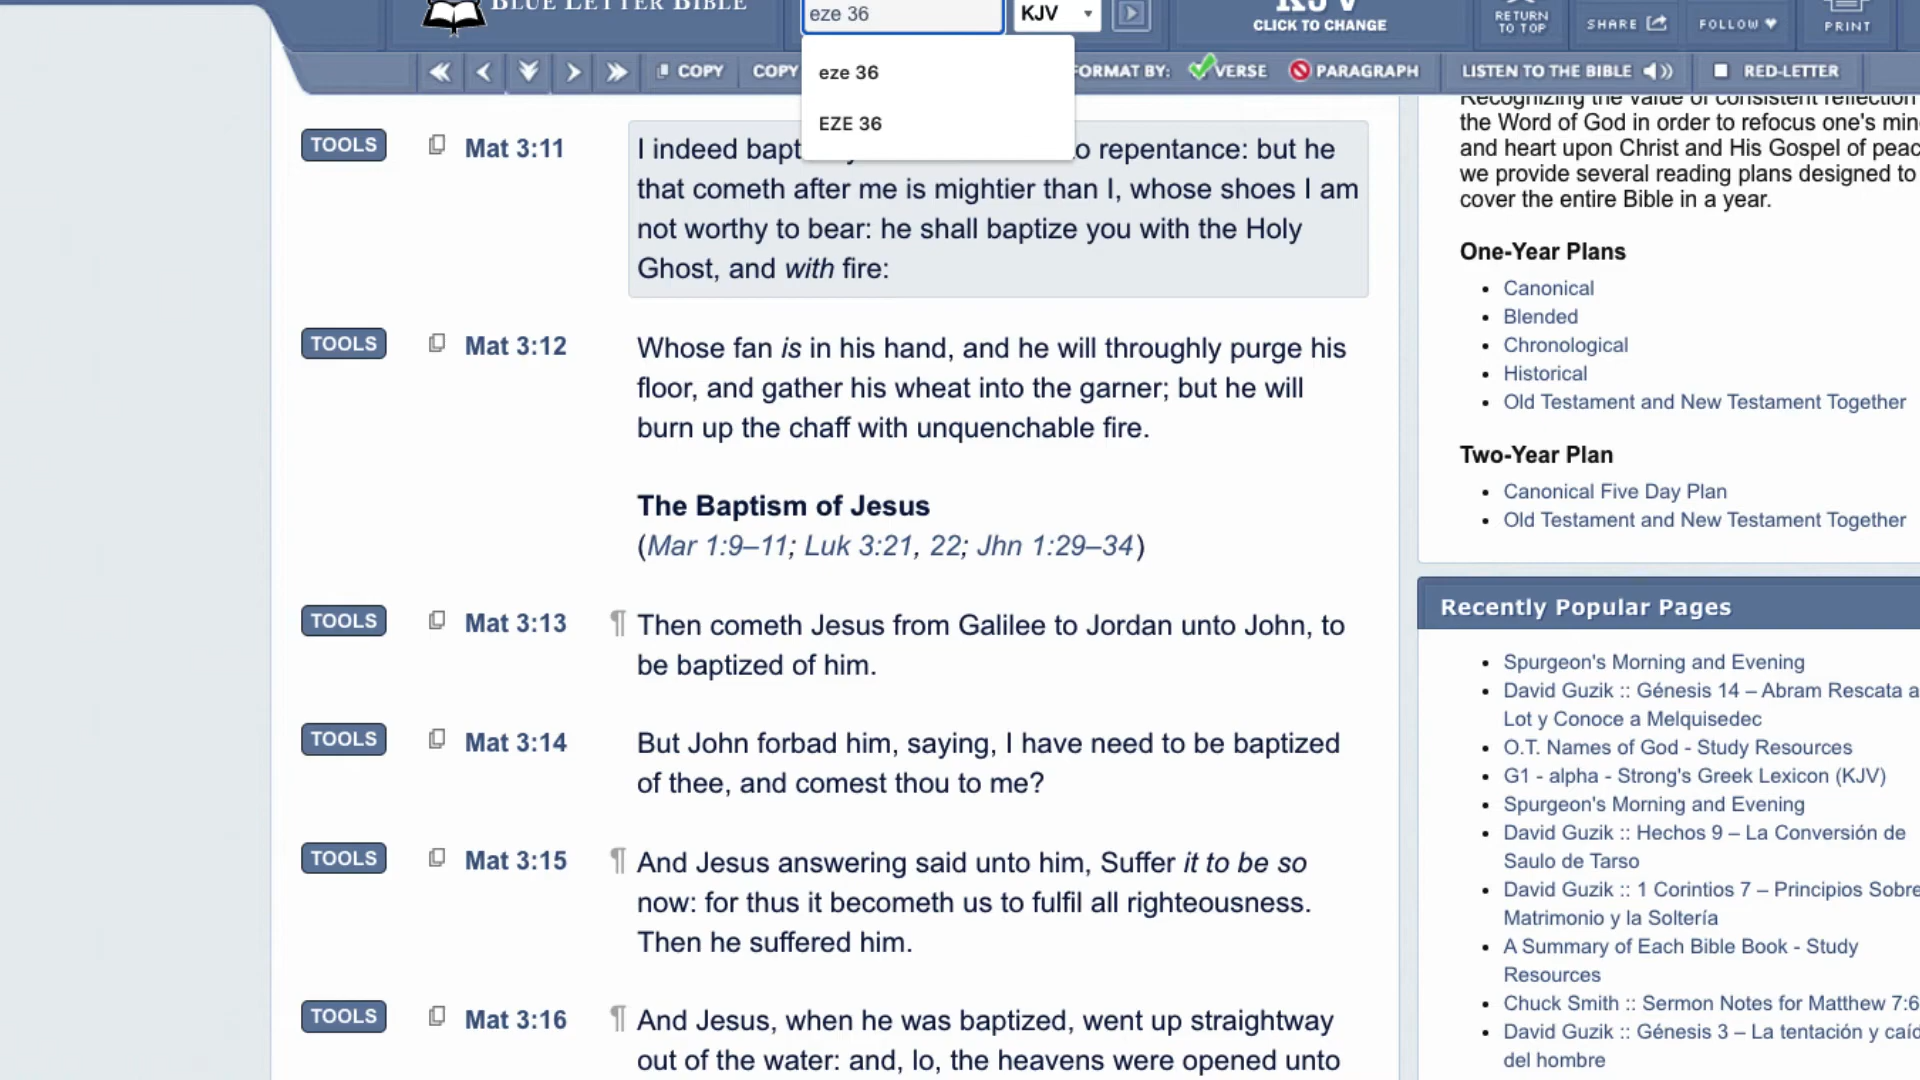 BLUE LETTER BIBLE
eze 36
KJV
CLICK TO CHANGE
RETURN
TO TOP
SHARE
FOLLOW
PRINT
COPY
COPY
FORMAT BY:
VERSE
PARAGRAPH
LISTEN TO THE BIBLE
RED-LETTER
eze 36
EZE 36
TOOLS
Mat 3:11
I indeed bapt o repentance: but he
that cometh after me is mightier than I, whose shoes I am
not worthy to bear: he shall baptize you with the Holy
Ghost, and with fire:
TOOLS
Mat 3:12
Whose fan is in his hand, and he will throughly purge his
floor, and gather his wheat into the garner; but he will
burn up the chaff with unquenchable fire.
The Baptism of Jesus
(Mar 1:9–11; Luk 3:21, 22; Jhn 1:29–34)
TOOLS
Mat 3:13
¶ Then cometh Jesus from Galilee to Jordan unto John, to
be baptized of him.
TOOLS
Mat 3:14
But John forbad him, saying, I have need to be baptized
of thee, and comest thou to me?
TOOLS
Mat 3:15
¶ And Jesus answering said unto him, Suffer it to be so
now: for thus it becometh us to fulfil all righteousness.
Then he suffered him.
TOOLS
Mat 3:16
¶ And Jesus, when he was baptized, went up straightway
out of the water: and, lo, the heavens were opened unto
Recognizing the value of consistent reflection
the Word of God in order to refocus one's min
and heart upon Christ and His Gospel of peac
we provide several reading plans designed to
cover the entire Bible in a year.
One-Year Plans
• Canonical
• Blended
• Chronological
• Historical
• Old Testament and New Testament Together
Two-Year Plan
• Canonical Five Day Plan
• Old Testament and New Testament Together
Recently Popular Pages
• Spurgeon's Morning and Evening
• David Guzik :: Génesis 14 – Abram Rescata a
Lot y Conoce a Melquisedec
• O.T. Names of God - Study Resources
• G1 - alpha - Strong's Greek Lexicon (KJV)
• Spurgeon's Morning and Evening
• David Guzik :: Hechos 9 – La Conversión de
Saulo de Tarso
• David Guzik :: 1 Corintios 7 – Principios Sobre
Matrimonio y la Soltería
• A Summary of Each Bible Book - Study
Resources
• Chuck Smith :: Sermon Notes for Matthew 7:6
• David Guzik :: Génesis 3 – La tentación y caíd
del hombre